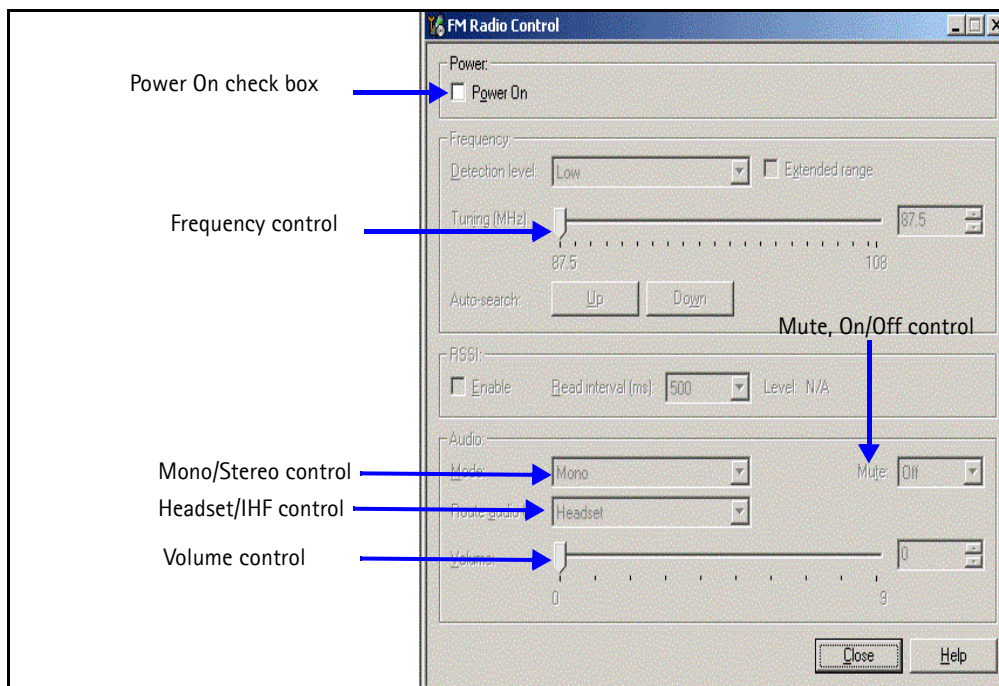 FM Radio Control
Power:
Power On check box
Power On
Frequency:
Detection level: Low Extended range
Frequency control
Tuning (MHz) 87.5
87.5 108
Auto-search: Up Down
Mute, On/Off control
RSSI:
Enable Read interval (ms): 500 Level: N/A
Audio:
Mono/Stereo control
Mode: Mono Mute: Off
Headset/IHF control
Route audio Headset
Volume control
Volume: 0
0 9
Close Help